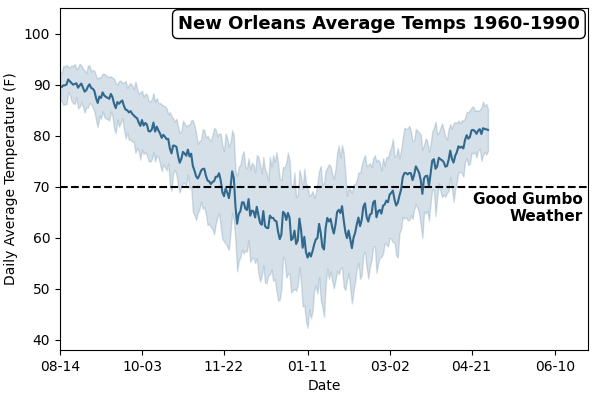 New Orleans Average Temps 1960-1990
Daily Average Temperature (F)
100
90
80
70
60
50
40
Good Gumbo
Weather
08-14
10-03
11-22
01-11
03-02
04-21
06-10
Date